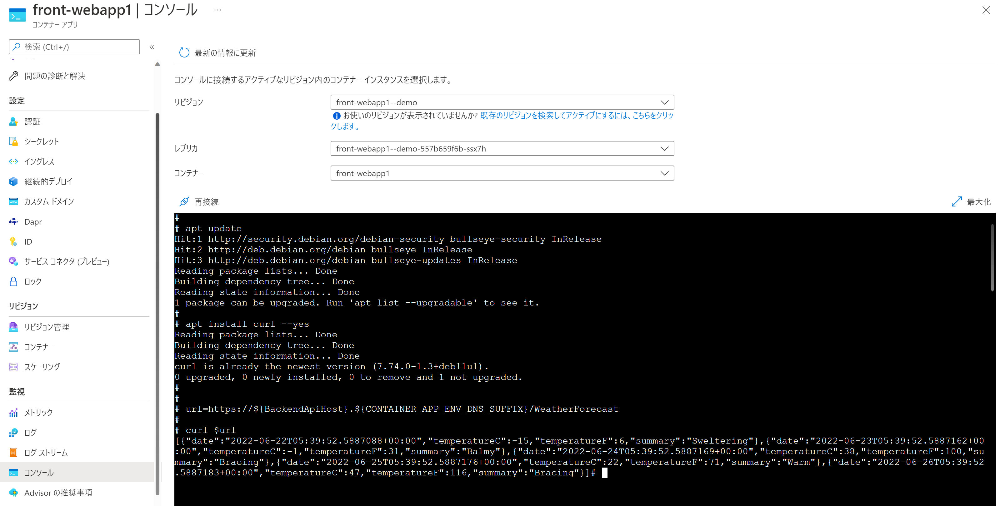 front-webapp1 | コンソール ...
コンテナー アプリ
検索 (Ctrl+/)
«
問題の診断と解決
設定
認証
シークレット
イングレス
継続的デプロイ
カスタム ドメイン
Dapr
ID
サービス コネクタ (プレビュー)
ロック
リビジョン
リビジョン管理
コンテナー
スケーリング
監視
メトリック
ログ
ログ ストリーム
コンソール
Advisor の推奨事項
最新の情報に更新
コンソールに接続するアクティブなリビジョン内のコンテナー インスタンスを選択します。
リビジョン
front-webapp1--demo
お使いのリビジョンが表示されていませんか? 既存のリビジョンを検索してアクティブにするには、こちらをクリッ
クします。
レプリカ
front-webapp1--demo-557b659f6b-ssx7h
コンテナー
front-webapp1
再接続
最大化
#
# apt update
Hit:1 http://security.debian.org/debian-security bullseye-security InRelease
Hit:2 http://deb.debian.org/debian bullseye InRelease
Hit:3 http://deb.debian.org/debian bullseye-updates InRelease
Reading package lists... Done
Building dependency tree... Done
Reading state information... Done
1 package can be upgraded. Run 'apt list --upgradable' to see it.
#
# apt install curl --yes
Reading package lists... Done
Building dependency tree... Done
Reading state information... Done
curl is already the newest version (7.74.0-1.3+deb11u1).
0 upgraded, 0 newly installed, 0 to remove and 1 not upgraded.
#
#
# url=https://${BackendApiHost}.${CONTAINER_APP_ENV_DNS_SUFFIX}/WeatherForecast
#
# curl $url
[{"date":"2022-06-22T05:39:52.5887088+00:00","temperatureC":-15,"temperatureF":6,"summary":"Sweltering"},{"date":"2022-06-23T05:39:52.5887162+00
:00","temperatureC":-1,"temperatureF":31,"summary":"Balmy"},{"date":"2022-06-24T05:39:52.5887169+00:00","temperatureC":38,"temperatureF":100,"su
mmary":"Bracing"},{"date":"2022-06-25T05:39:52.5887176+00:00","temperatureC":22,"temperatureF":71,"summary":"Warm"},{"date":"2022-06-26T05:39:52
.5887183+00:00","temperatureC":47,"temperatureF":116,"summary":"Bracing"}]#